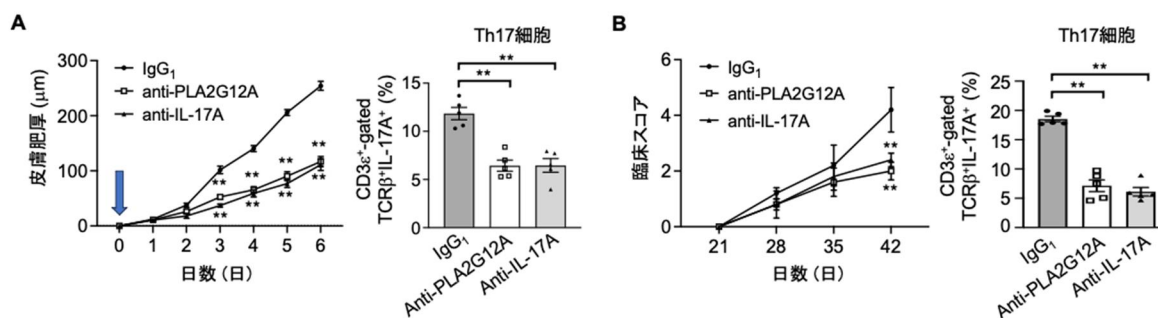 A
皮膚肥厚 (μm)
300
200
100
0
IgG1
anti-PLA2G12A
anti-IL-17A
**
**
**
**
**
**
**
**
0 1 2 3 4 5 6
日数 (日)
Th17細胞
**
**
CD3ε+-gated
TCRβ+IL-17A+ (%)
15
10
5
0
IgG1
Anti-PLA2G12A
Anti-IL-17A
B
臨床スコア
6
4
2
0
IgG1
anti-PLA2G12A
anti-IL-17A
**
**
21 28 35 42
日数 (日)
Th17細胞
**
**
CD3ε+-gated
TCRβ+IL-17A+ (%)
25
20
15
10
5
0
IgG1
Anti-PLA2G12A
Anti-IL-17A